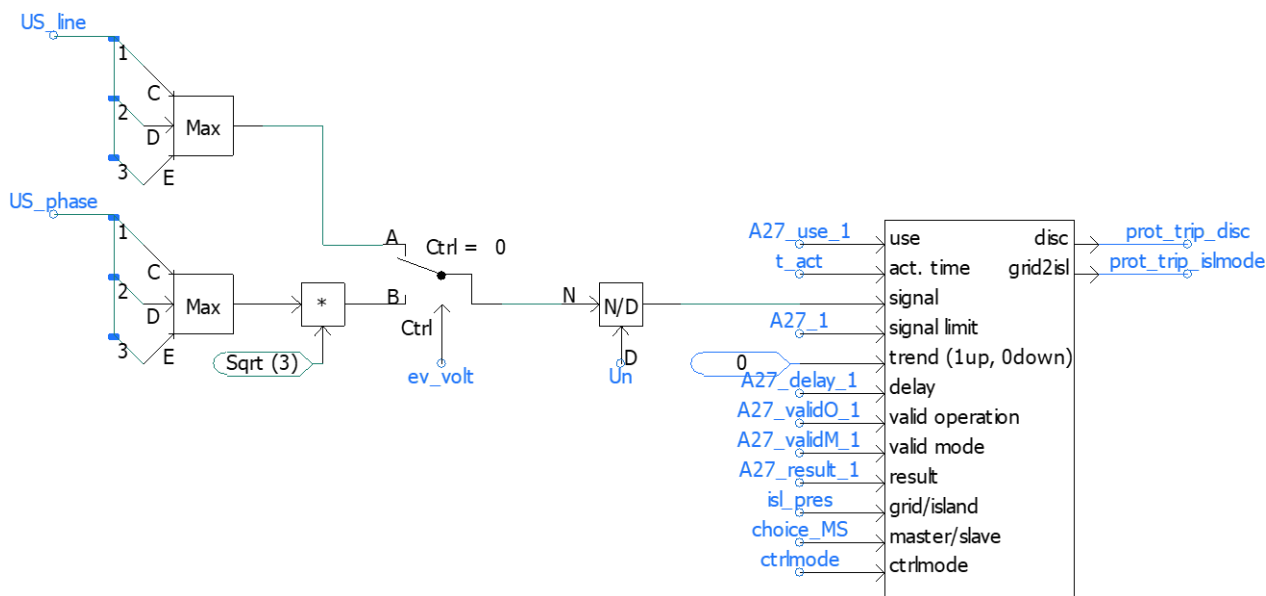 US_line
1
C
2
D
Max
3
E
US_phase
1
C
2
D
Max
3
E
*
Sqrt (3)
A
Ctrl = 0
B
Ctrl
ev_volt
N
N/D
D
Un
A27_use_1
use
disc
prot_trip_disc
t_act
act. time
grid2isl
prot_trip_islmode
signal
A27_1
signal limit
0
trend (1up, 0down)
A27_delay_1
delay
A27_validO_1
valid operation
A27_validM_1
valid mode
A27_result_1
result
isl_pres
grid/island
choice_MS
master/slave
ctrlmode
ctrlmode